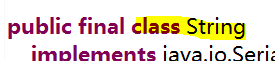 public final class String
implements java.io.Seria